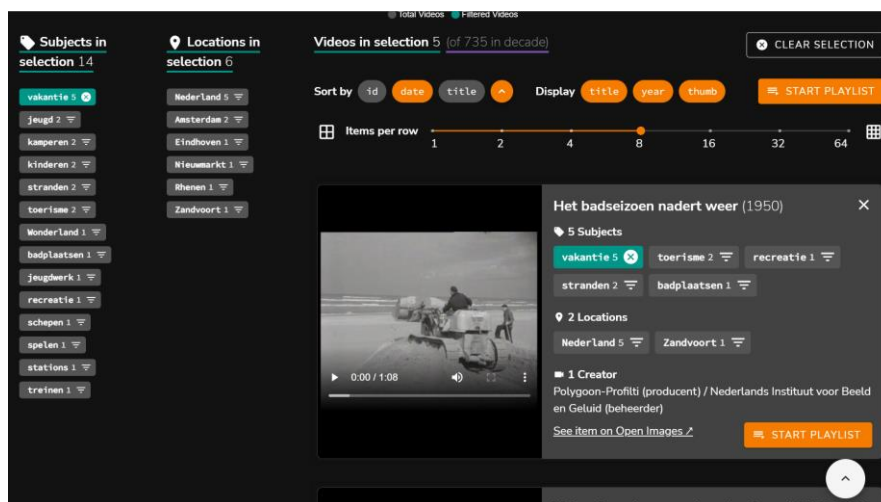 Total Videos Filtered Videos
Subjects in
selection 14
vakantie 5
jeugd 2
kamperen 2
kinderen 2
stranden 2
toerisme 2
Wonderland 1
badplaatsen 1
jeugdwerk 1
recreatie 1
schepen 1
spelen 1
stations 1
treinen 1
Locations in
selection 6
Nederland 5
Amsterdam 2
Eindhoven 1
Nieuwmarkt 1
Rhenen 1
Zandvoort 1
Videos in selection 5 (of 735 in decade)
CLEAR SELECTION
Sort by id date title Display title year thumb
START PLAYLIST
Items per row
1 2 4 8 16 32 64
0:00 / 1:08
Het badseizoen nadert weer (1950)
5 Subjects
vakantie 5 toerisme 2 recreatie 1
stranden 2 badplaatsen 1
2 Locations
Nederland 5 Zandvoort 1
1 Creator
Polygoon-Profilti (producent) / Nederlands Instituut voor Beeld
en Geluid (beheerder)
See item on Open Images ↗
START PLAYLIST